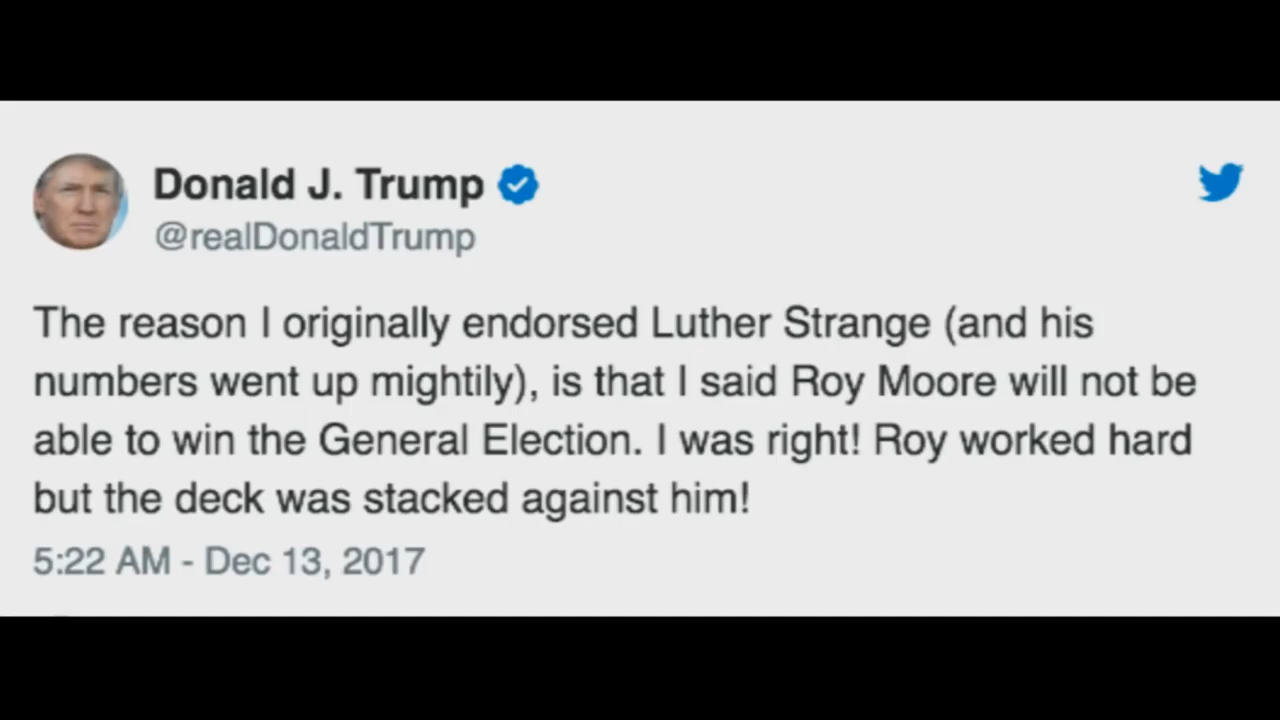 Donald J. Trump
@realDonaldTrump
The reason I originally endorsed Luther Strange (and his
numbers went up mightily), is that I said Roy Moore will not be
able to win the General Election. I was right! Roy worked hard
but the deck was stacked against him!
5:22 AM - Dec 13, 2017